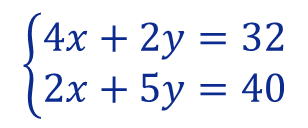 4x + 2y = 32
2x + 5y = 40